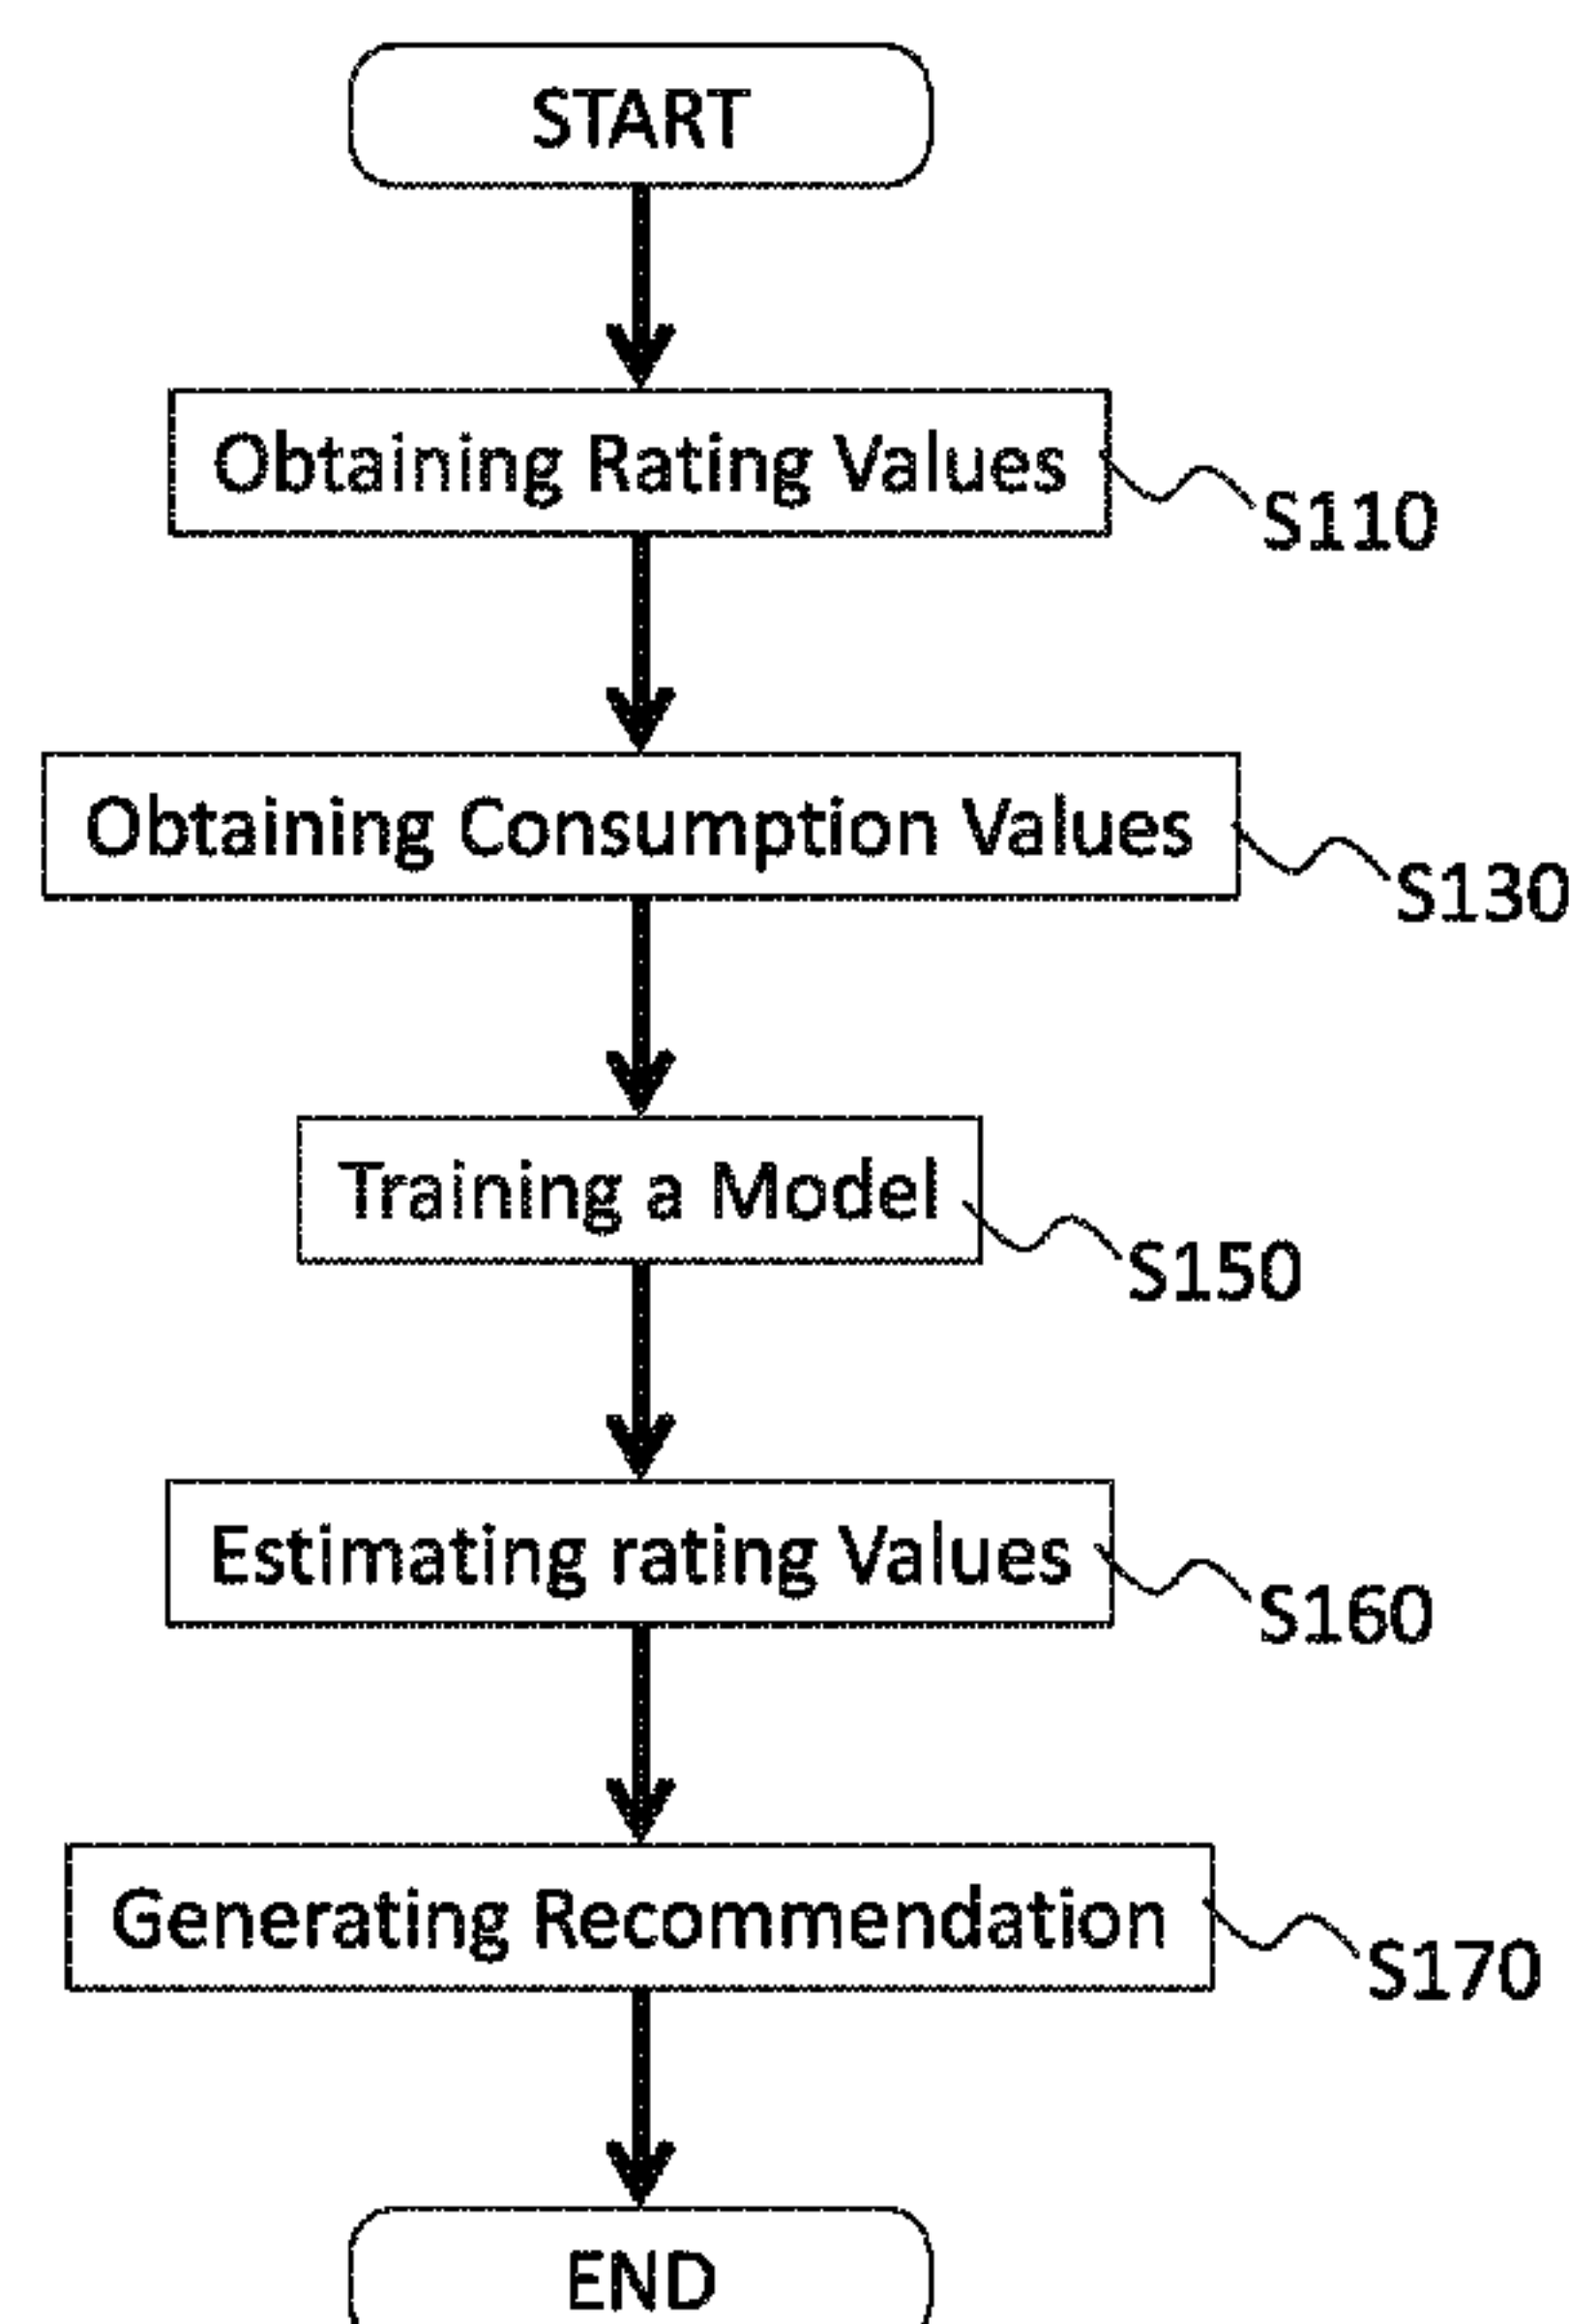 START
Obtaining Rating Values
S110
Obtaining Consumption Values
S130
Training a Model
S150
Estimating rating Values
S160
Generating Recommendation
S170
END